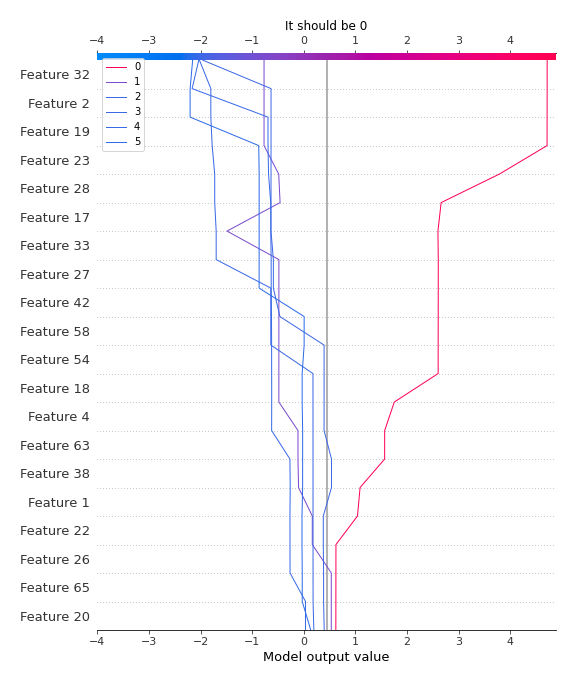 It should be 0
−4 −3 −2 −1 0 1 2 3 4
0
1
2
3
4
5
Feature 32
Feature 2
Feature 19
Feature 23
Feature 28
Feature 17
Feature 33
Feature 27
Feature 42
Feature 58
Feature 54
Feature 18
Feature 4
Feature 63
Feature 38
Feature 1
Feature 22
Feature 26
Feature 65
Feature 20
−4 −3 −2 −1 0 1 2 3 4
Model output value